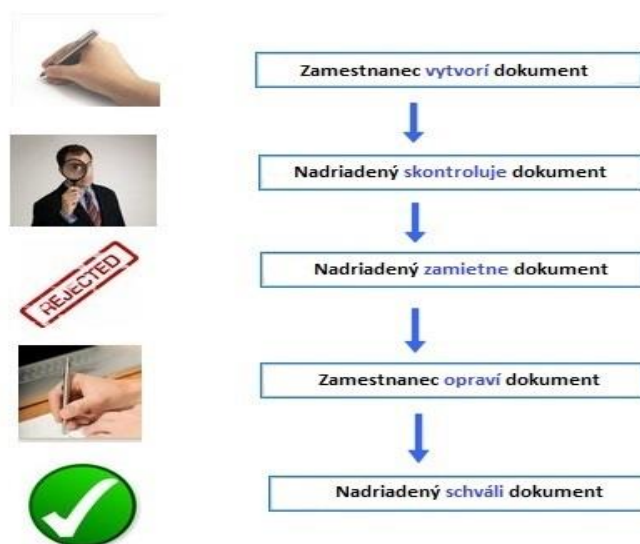 Zamestnanec vytvorí dokument
Nadriadený skontroluje dokument
REJECTED
Nadriadený zamietne dokument
Zamestnanec opraví dokument
Nadriadený schváli dokument